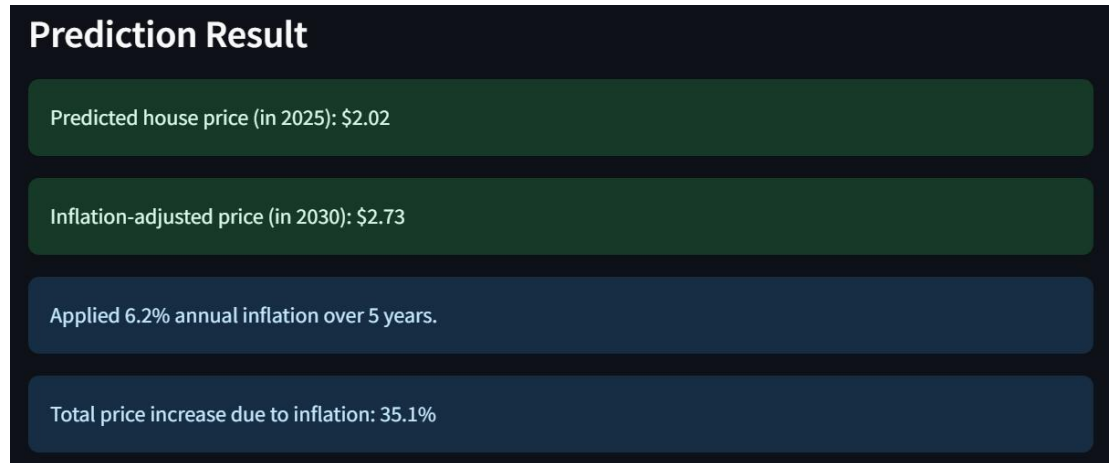 Prediction Result
Predicted house price (in 2025): $2.02
Inflation-adjusted price (in 2030): $2.73
Applied 6.2% annual inflation over 5 years.
Total price increase due to inflation: 35.1%